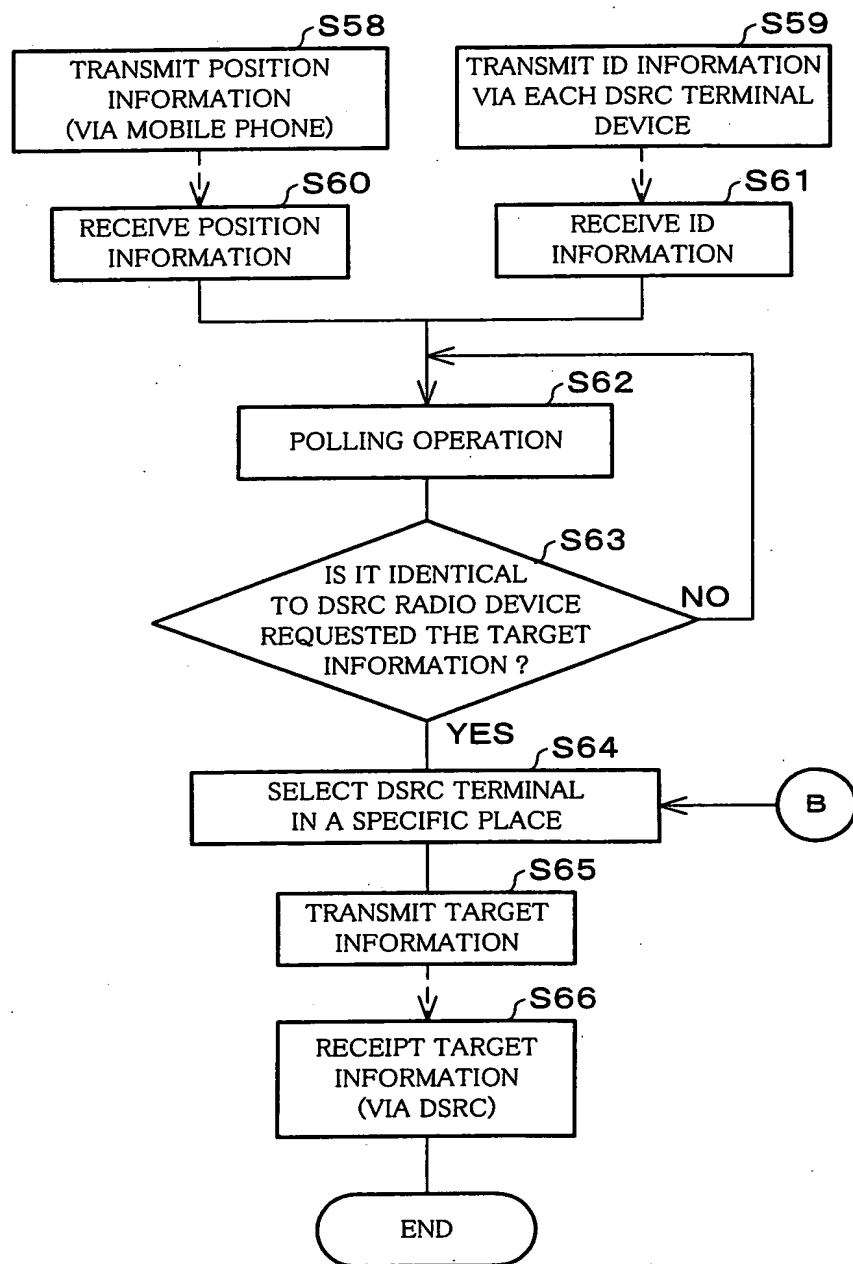 S58
TRANSMIT POSITION
INFORMATION
(VIA MOBILE PHONE)
S59
TRANSMIT ID INFORMATION
VIA EACH DSRC TERMINAL
DEVICE
S60
RECEIVE POSITION
INFORMATION
S61
RECEIVE ID
INFORMATION
S62
POLLING OPERATION
S63
IS IT IDENTICAL
TO DSRC RADIO DEVICE
REQUESTED THE TARGET
INFORMATION ?
NO
YES
S64
SELECT DSRC TERMINAL
IN A SPECIFIC PLACE
B
S65
TRANSMIT TARGET
INFORMATION
S66
RECEIPT TARGET
INFORMATION
(VIA DSRC)
END